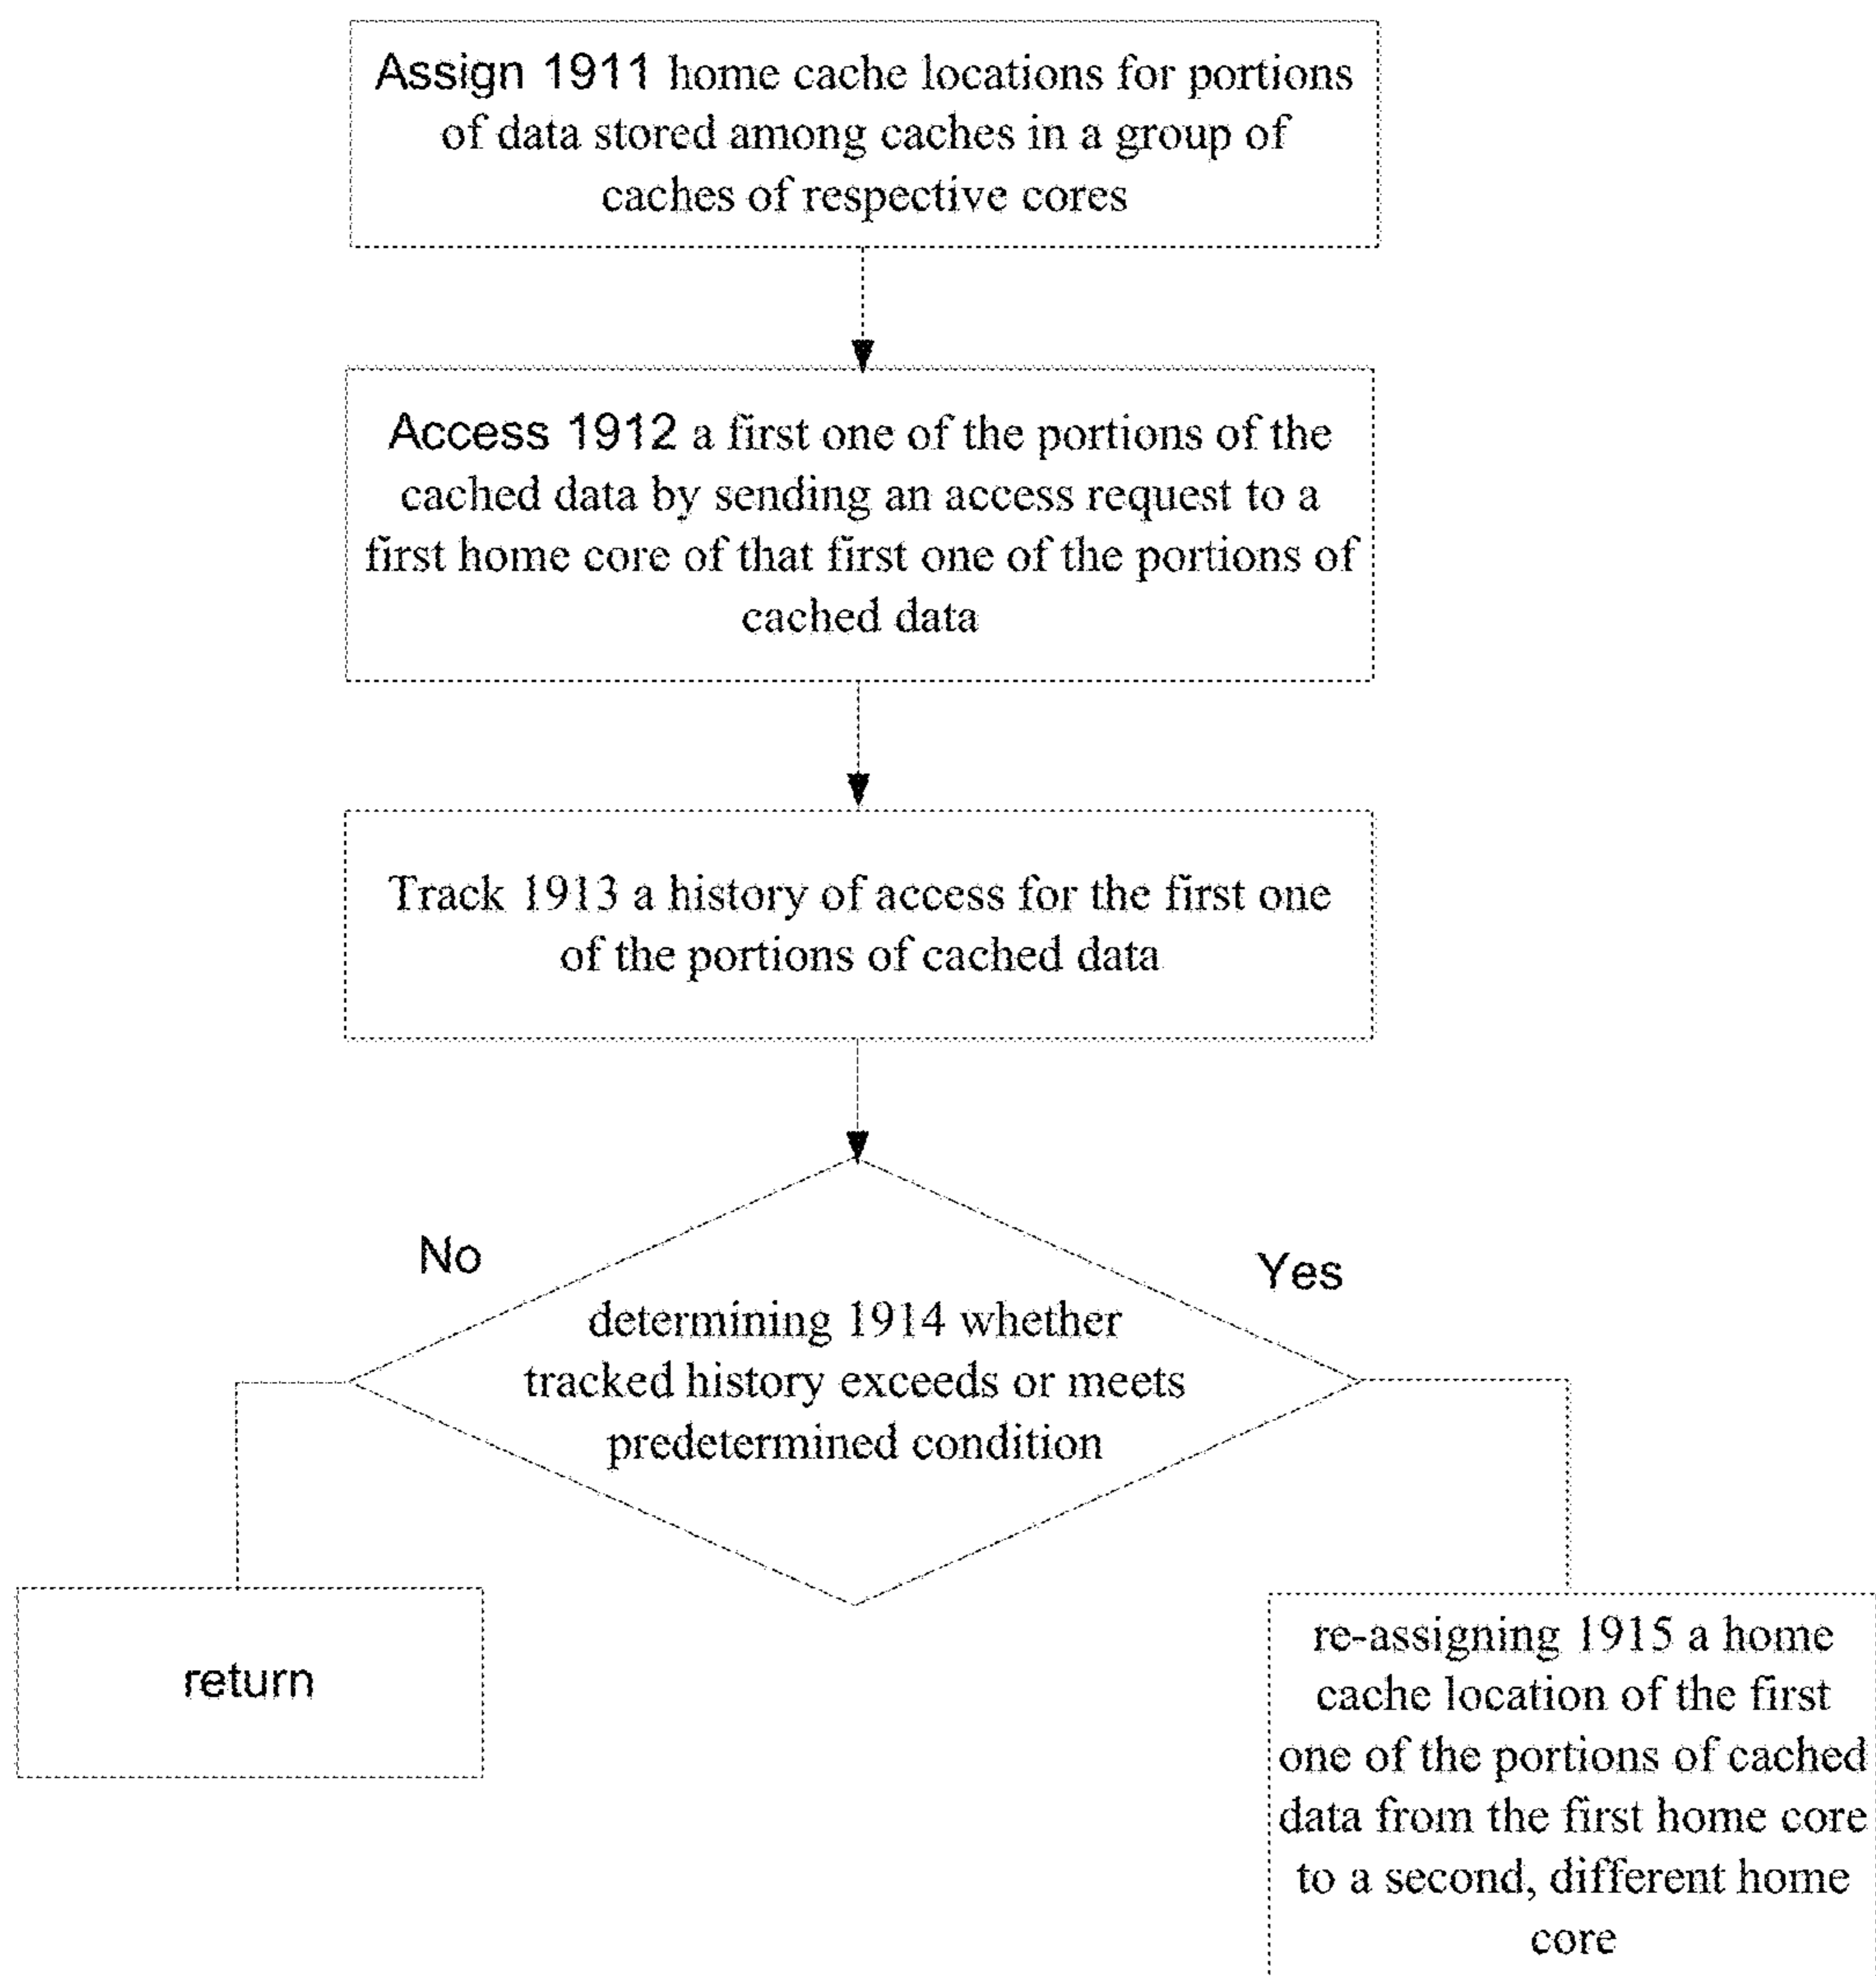 Assign 1911 home cache locations for portions
of data stored among caches in a group of
caches of respective cores
Access 1912 a first one of the portions of the
cached data by sending an access request to a
first home core of that first one of the portions of
cached data
Track 1913 a history of access for the first one
of the portions of cached data
No
Yes
determining 1914 whether
tracked history exceeds or meets
predetermined condition
return
re-assigning 1915 a home
cache location of the first
one of the portions of cached
data from the first home core
to a second, different home
core